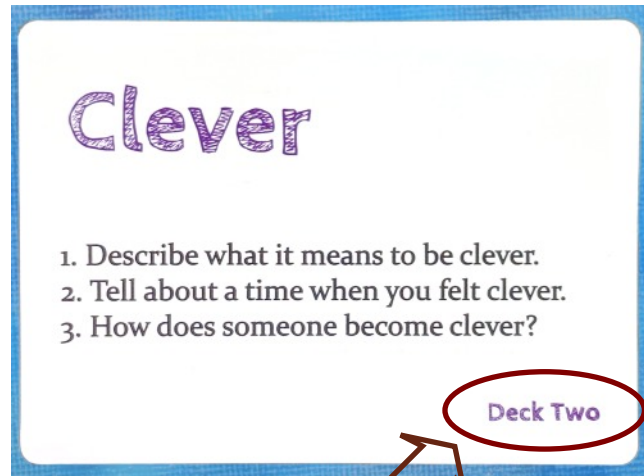 Clever
1. Describe what it means to be clever.
2. Tell about a time when you felt clever.
3. How does someone become clever?
Deck Two